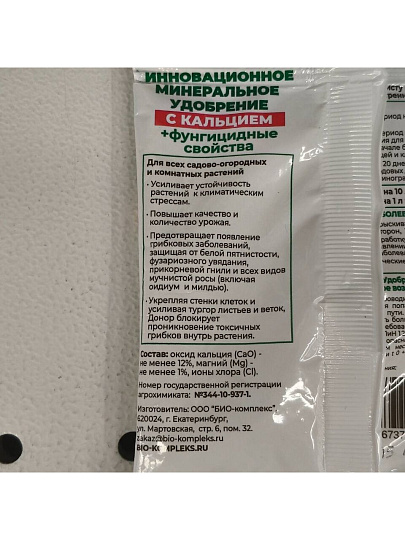 ИННОВАЦИОННОЕ
МИНЕРАЛЬНОЕ
УДОБРЕНИЕ
С КАЛЬЦИЕМ
+фунгицидные
свойства
Для всех садово-огородных
и комнатных растений
· Усиливает устойчивость
растений к климатическим
стрессам.
· Повышает качество и
количество урожая.
· Предотвращает появление
грибковых заболеваний,
защищая от белой пятнистости,
фузариозного увядания,
прикорневой гнили и всех видов
мучнистой росы (включая
оидиум и милдью).
· Укрепляя стенки клеток и
усиливая тургор листьев и веток,
Донор блокирует
проникновение токсичных
грибков внутрь растения.
Состав: оксид кальция (CaO) -
не менее 12%, магний (Mg) -
не менее 1%, ионы хлора (Cl).
Номер государственной регистрации
агрохимиката: №344-10-937-1.
Изготовитель: ООО "БИО-комплекс".
620024, г. Екатеринбург,
ул. Мартовская, стр. 6, пом. 32.
zakaz@bio-kompleks.ru
BIO-KOMPLEKS.RU